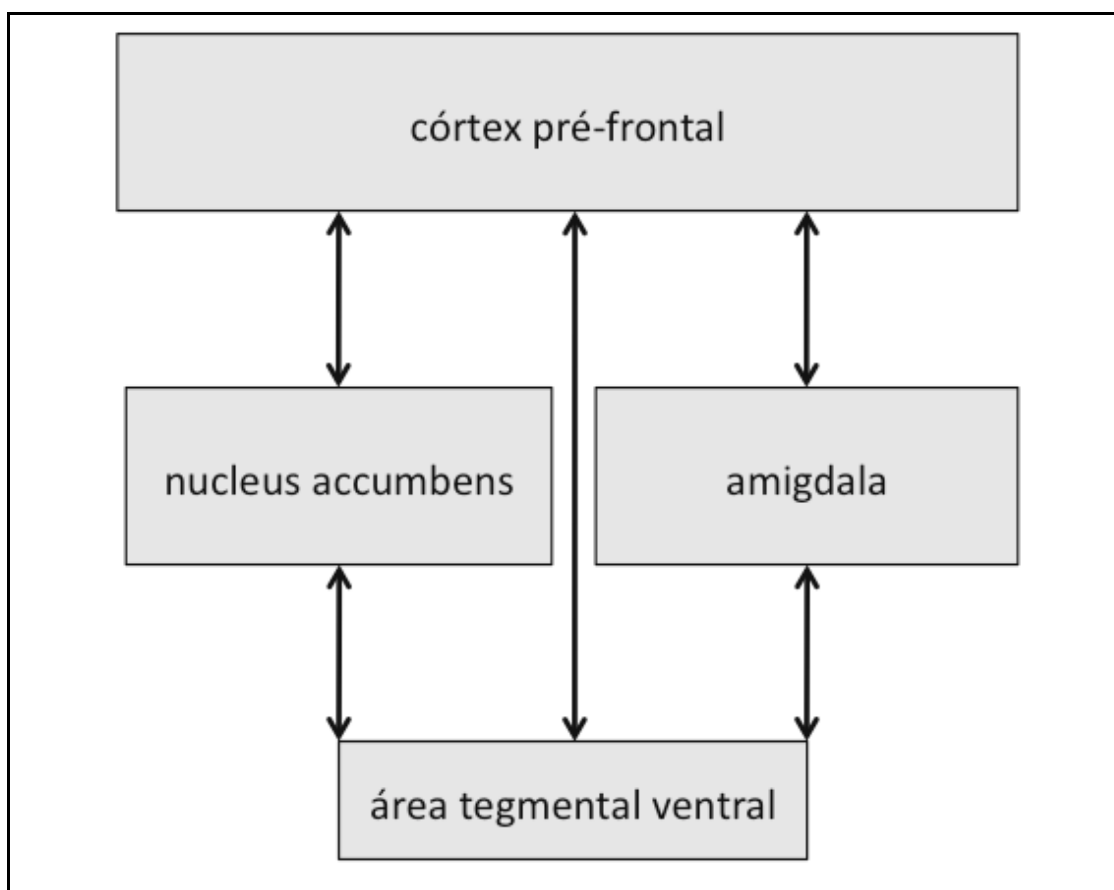 córtex pré-frontal
nucleus accumbens
amigdala
área tegmental ventral